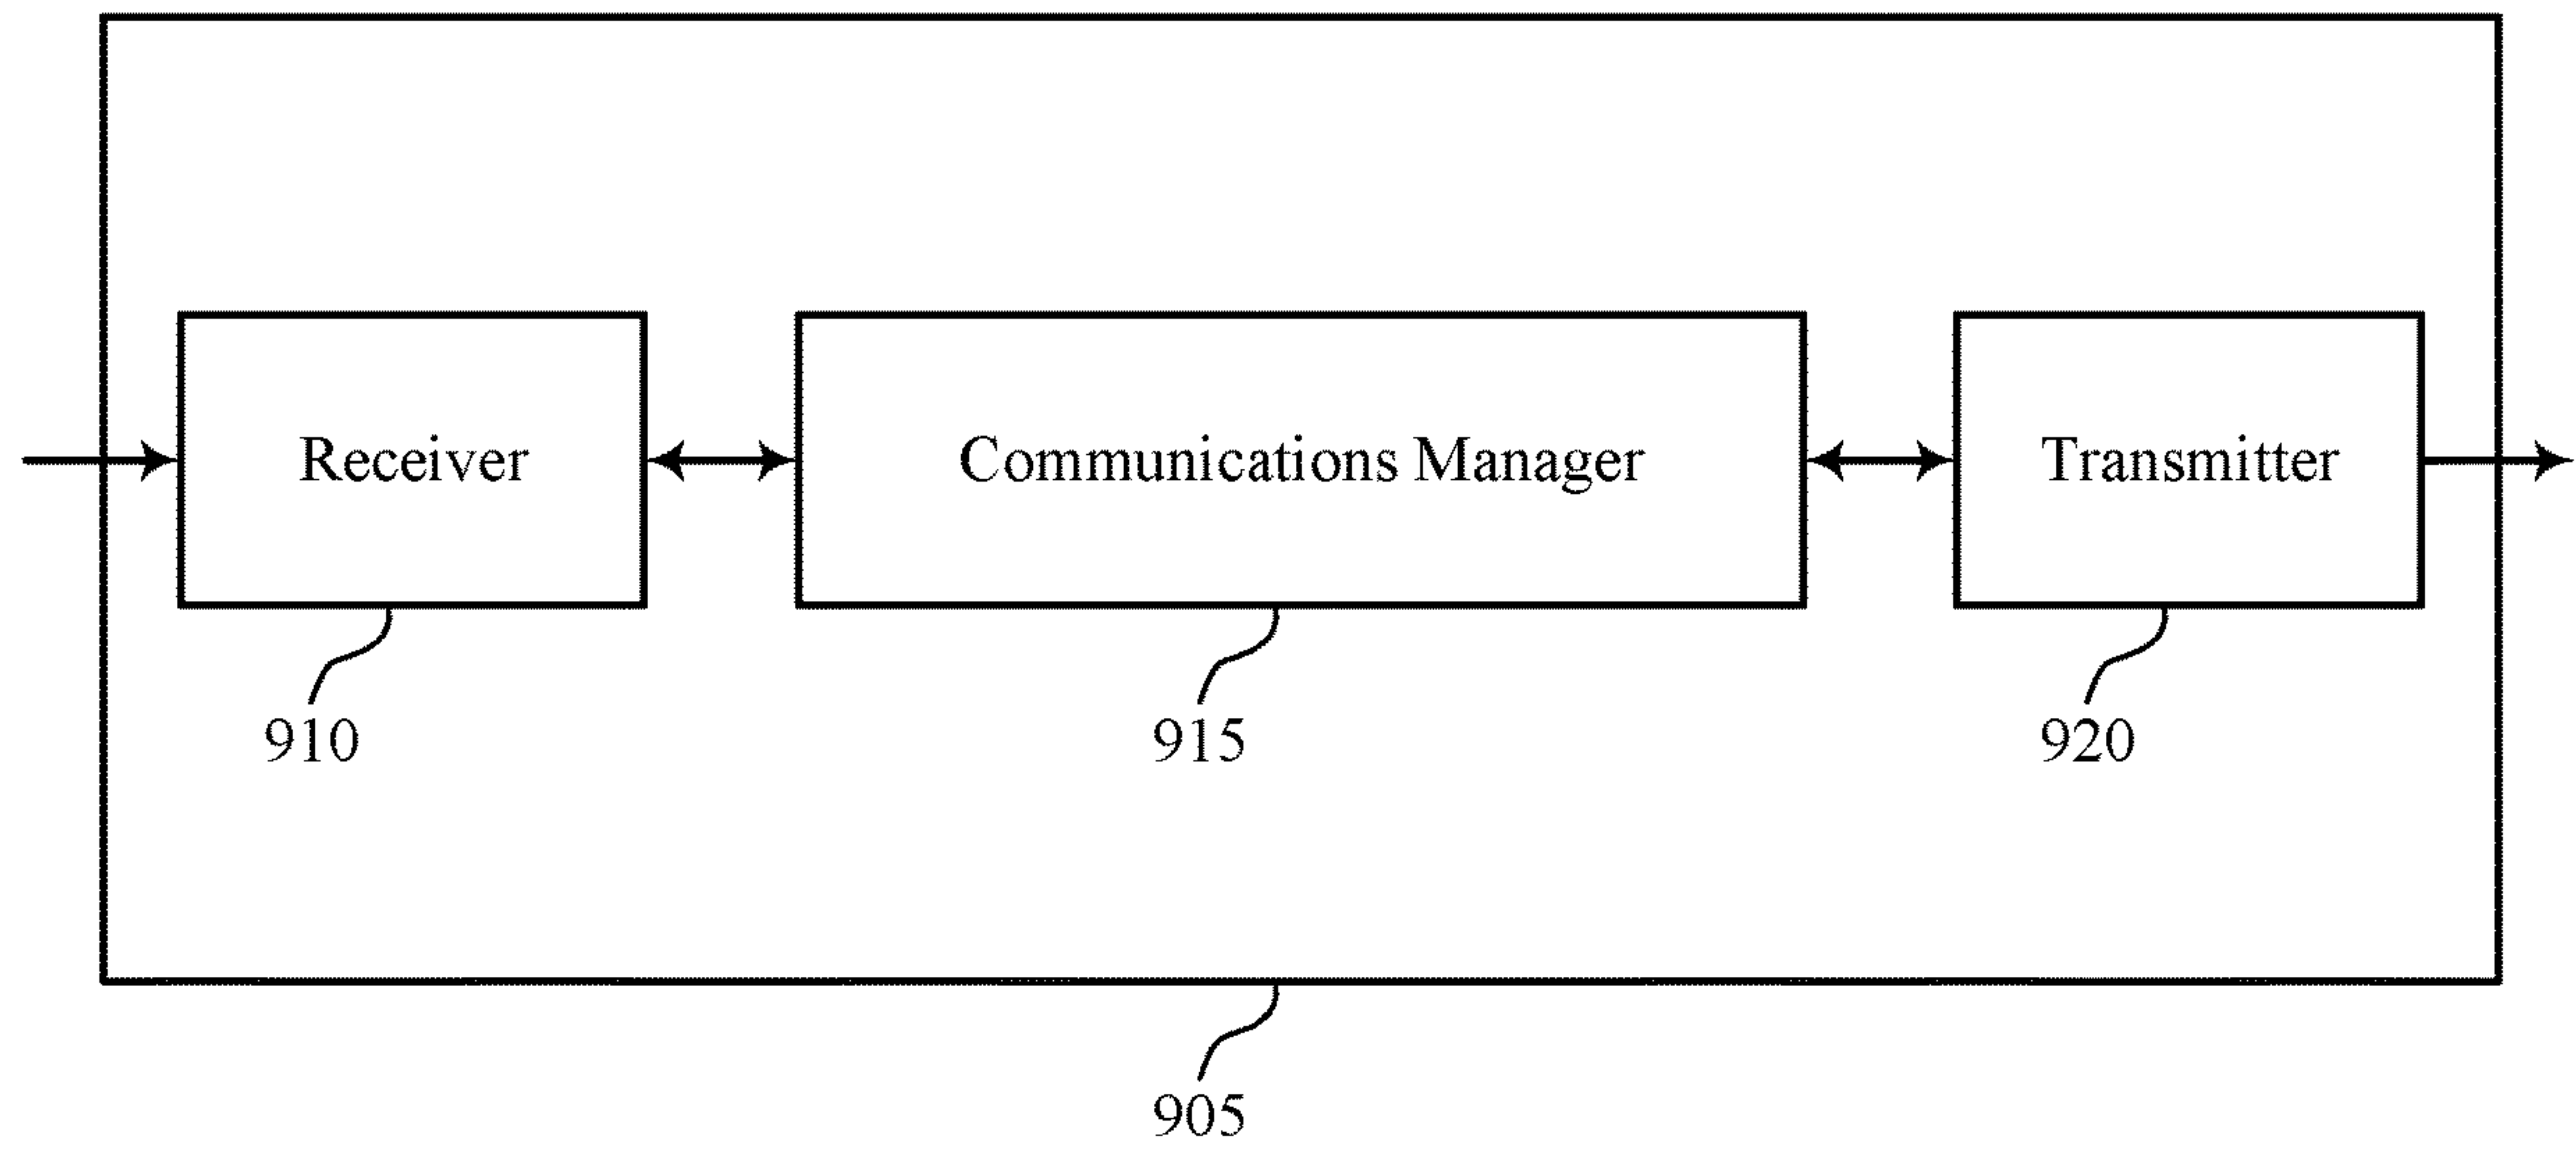 Receiver
Communications Manager
Transmitter
910
915
920
905